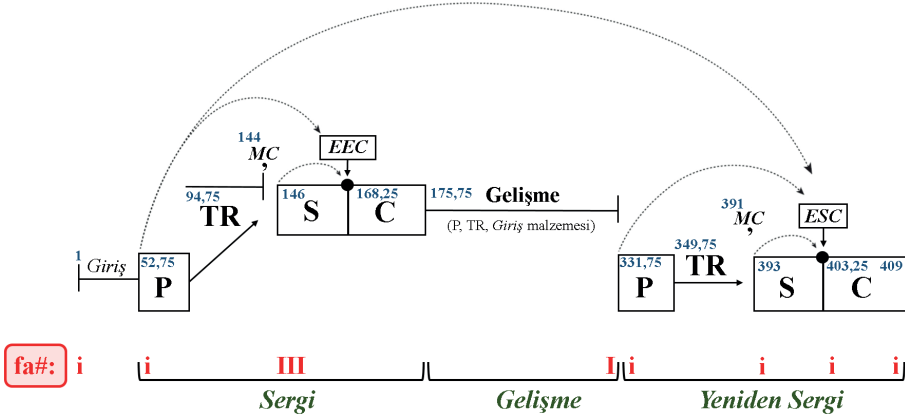 EEC
144
MC
,
94,75
TR
146
S
168,25
C
175,75
Gelişme
(P, TR, Giriş malzemesi)
391
MC
,
ESC
1
Giriş
52,75
P
331,75
P
349,75
TR
393
S
403,25
C
409
fa#:
i
i
III
I
i
i
i
i
Sergi
Gelişme
Yeniden Sergi